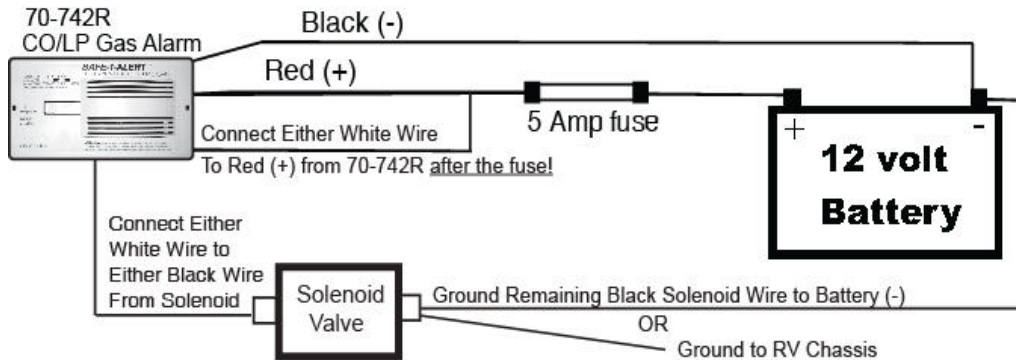 70-742R
CO/LP Gas Alarm
SAFE-T-ALERT
Black (-)
Red (+)
Connect Either White Wire
To Red (+) from 70-742R after the fuse!
5 Amp fuse
+ -
12 volt
Battery
Connect Either
White Wire to
Either Black Wire
From Solenoid
Solenoid
Valve
Ground Remaining Black Solenoid Wire to Battery (-)
OR
Ground to RV Chassis